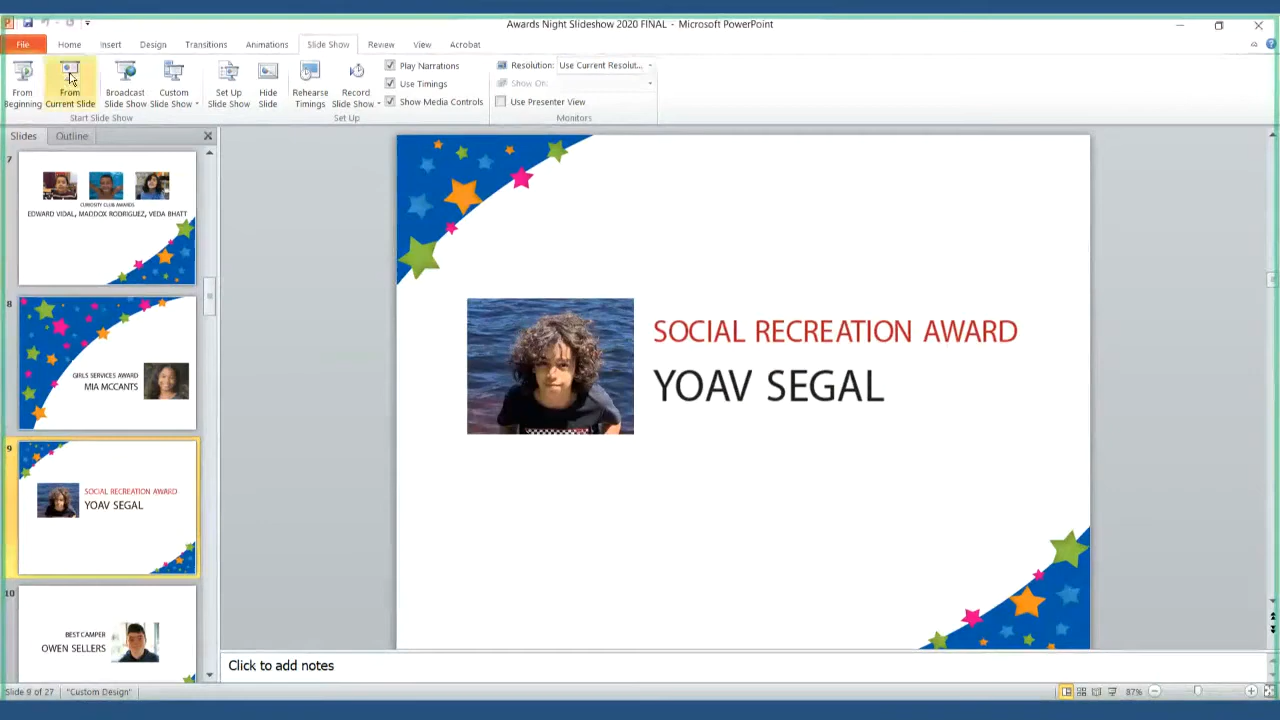 Awards Night Slideshow 2020 FINAL - Microsoft PowerPoint
File Home Insert Design Transitions Animations Slide Show Review View Acrobat
From Beginning
From Current Slide
Broadcast Slide Show
Custom Slide Show
Set Up Slide Show
Hide Slide
Rehearse Timings
Record Slide Show
Play Narrations
Use Timings
Show Media Controls
Resolution: Use Current Resolut...
Show On:
Use Presenter View
Start Slide Show
Set Up
Monitors
Slides Outline
7
CURIOSITY CLUB AWARDS
EDWARD VIDAL, MADDOX RODRIGUEZ, VEDA BHATT
8
GIRLS SERVICES AWARD
MIA MCCANTS
9
SOCIAL RECREATION AWARD
YOAV SEGAL
10
BEST CAMPER
OWEN SELLERS
SOCIAL RECREATION AWARD
YOAV SEGAL
Click to add notes
Slide 9 of 27 "Custom Design" 87%